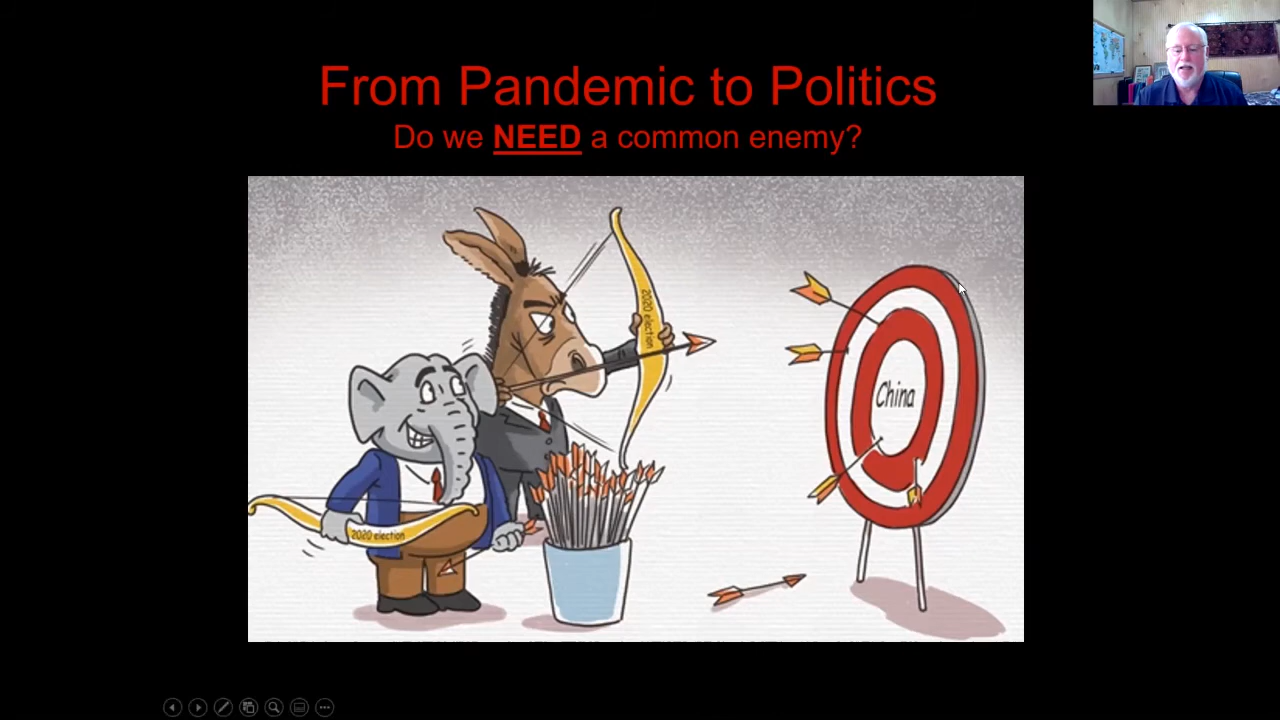 From Pandemic to Politics
Do we NEED a common enemy?
2020 election
China
2020 election